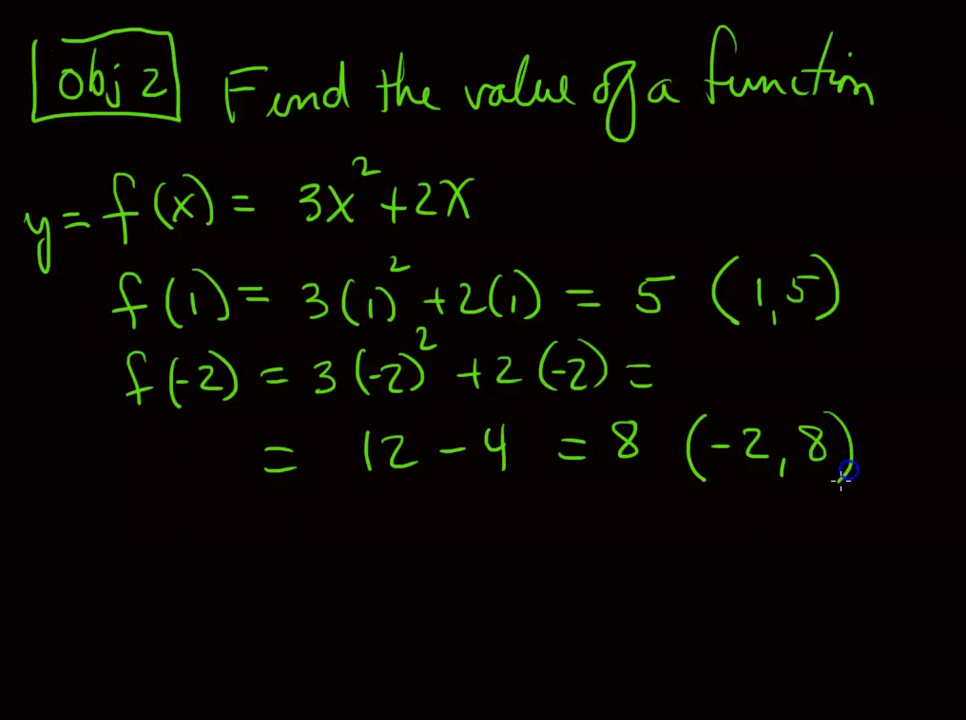 Obj 2 Find the value of a function
y = f(x) = 3x² + 2x
f(1) = 3(1)² + 2(1) = 5 (1,5)
f(-2) = 3(-2)² + 2(-2) =
= 12 - 4 = 8 (-2,8)